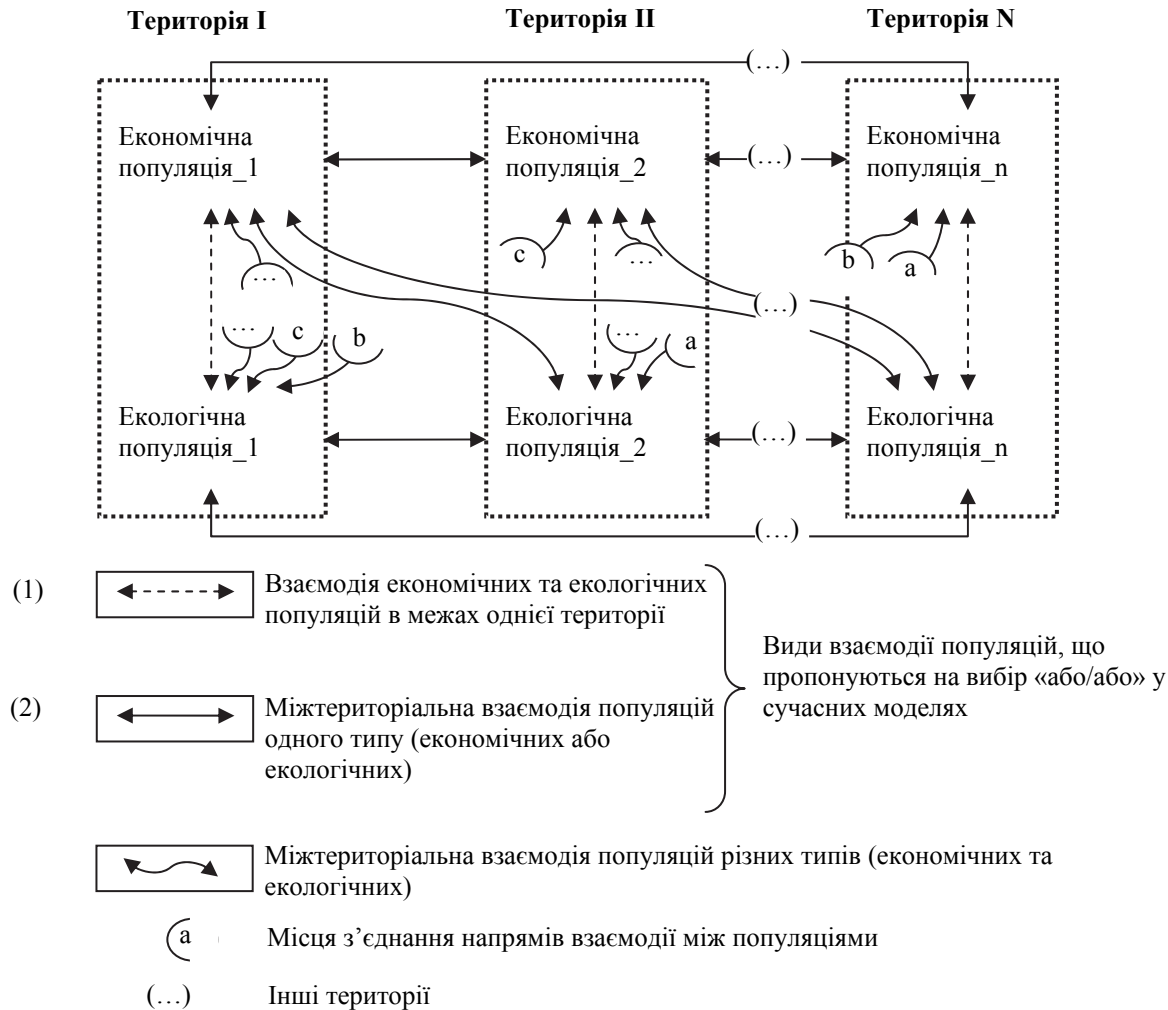 Територія I Територія II Територія N
(…)
Економічна Економічна Економічна
популяція_1 популяція_2 (…) популяція_n
c … b a
…
(…)
… c b … a
Екологічна Екологічна Екологічна
популяція_1 популяція_2 (…) популяція_n
(…)
(1) Взаємодія економічних та екологічних
популяцій в межах однієї території
Види взаємодії популяцій, що
пропонуються на вибір «або/або» у
сучасних моделях
(2) Міжтериторіальна взаємодія популяцій
одного типу (економічних або
екологічних)
Міжтериторіальна взаємодія популяцій різних типів (економічних та
екологічних)
a Місця з’єднання напрямів взаємодії між популяціями
(…) Інші території